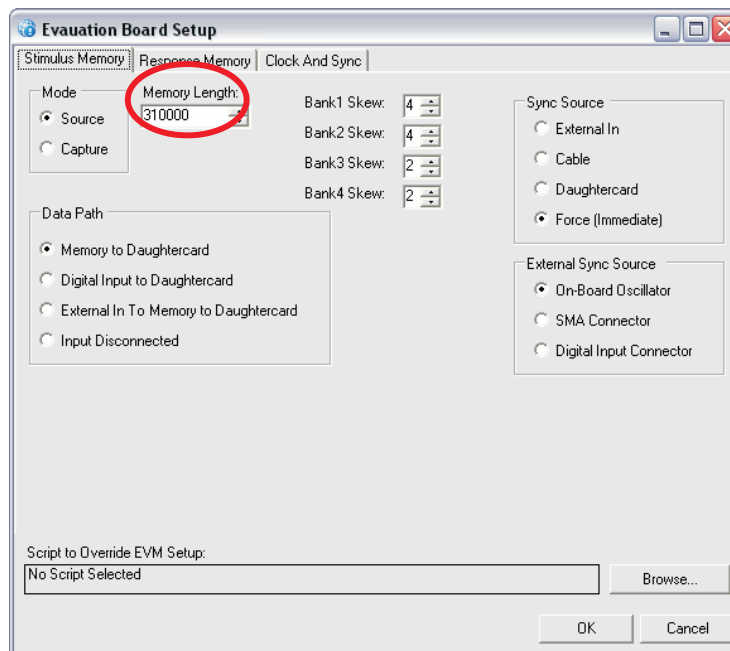 Evauation Board Setup
Stimulus Memory
Response Memory
Clock And Sync
Mode
Source
Capture
Memory Length:
310000
Bank1 Skew: 4
Bank2 Skew: 4
Bank3 Skew: 2
Bank4 Skew: 2
Sync Source
External In
Cable
Daughtercard
Force (Immediate)
Data Path
Memory to Daughtercard
Digital Input to Daughtercard
External In To Memory to Daughtercard
Input Disconnected
External Sync Source
On-Board Oscillator
SMA Connector
Digital Input Connector
Script to Override EVM Setup:
No Script Selected
Browse...
OK
Cancel